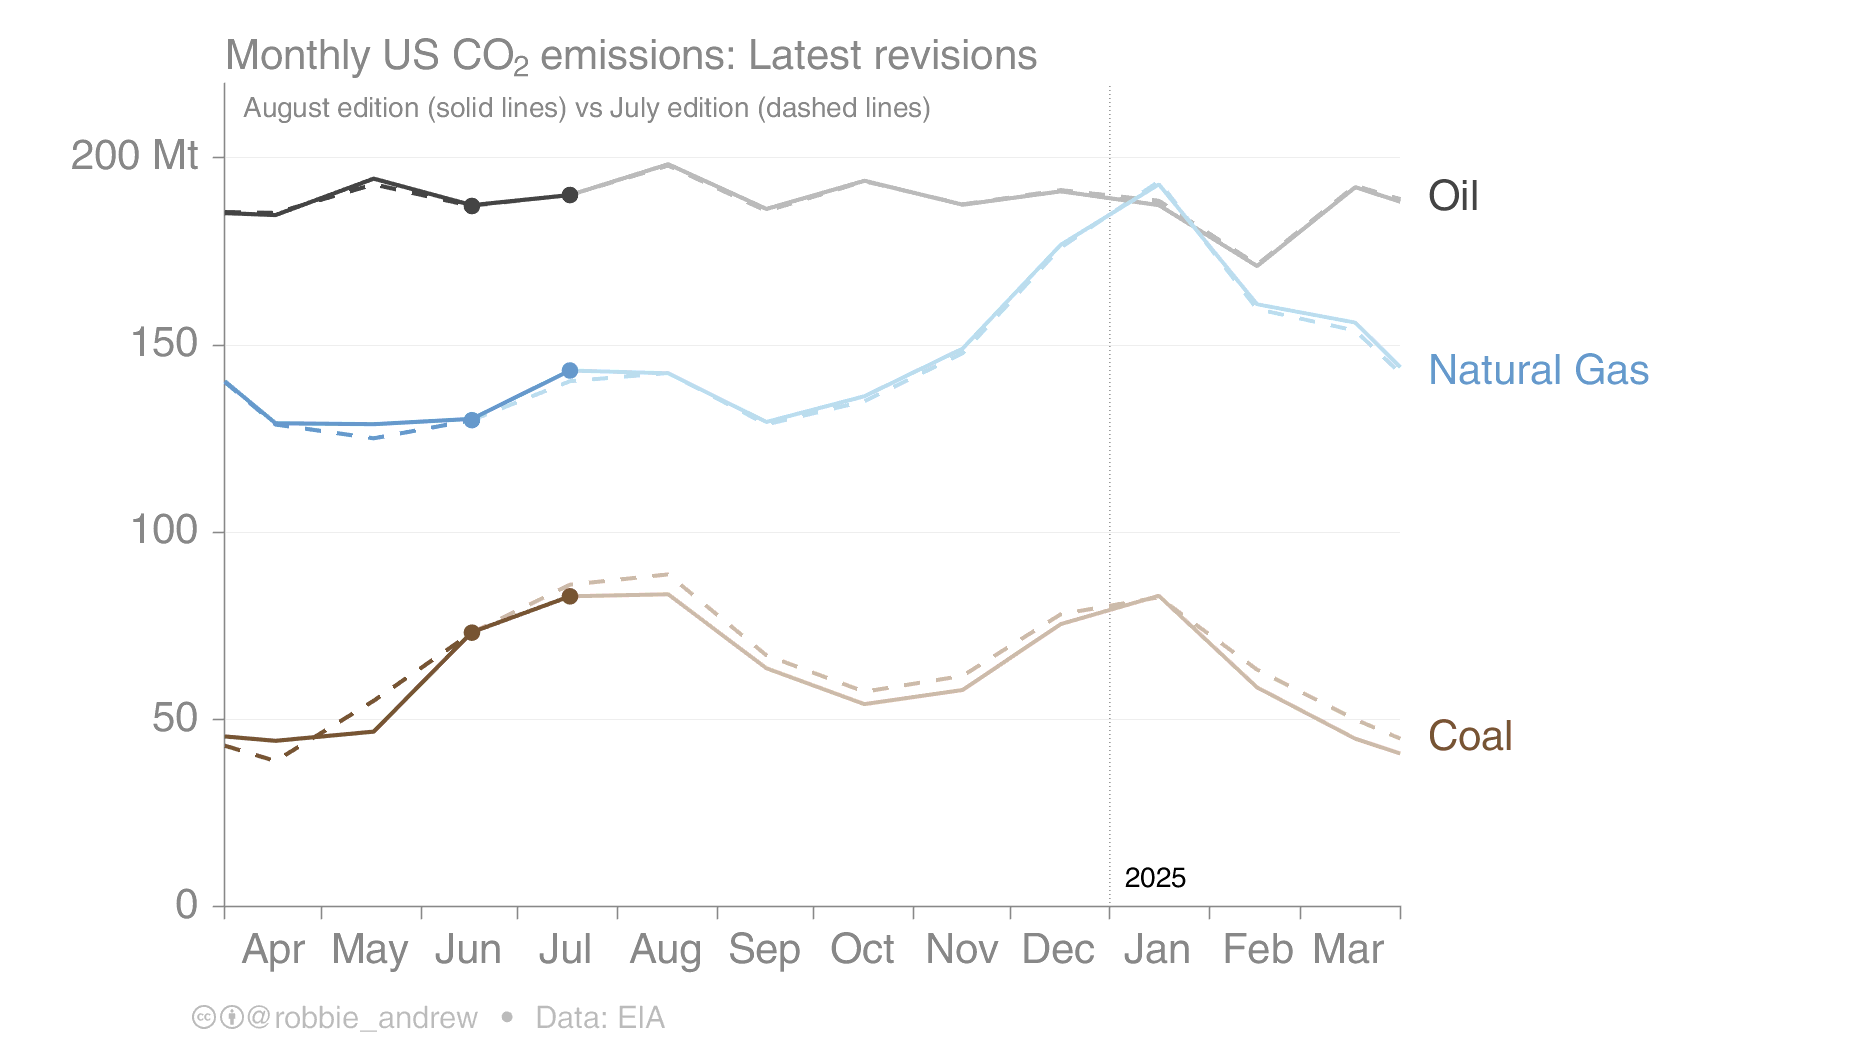 Monthly US CO₂ emissions: Latest revisions
August edition (solid lines) vs July edition (dashed lines)
200 Mt
150
100
50
0
Oil
Natural Gas
Coal
2025
Apr May Jun Jul Aug Sep Oct Nov Dec Jan Feb Mar
@robbie_andrew • Data: EIA